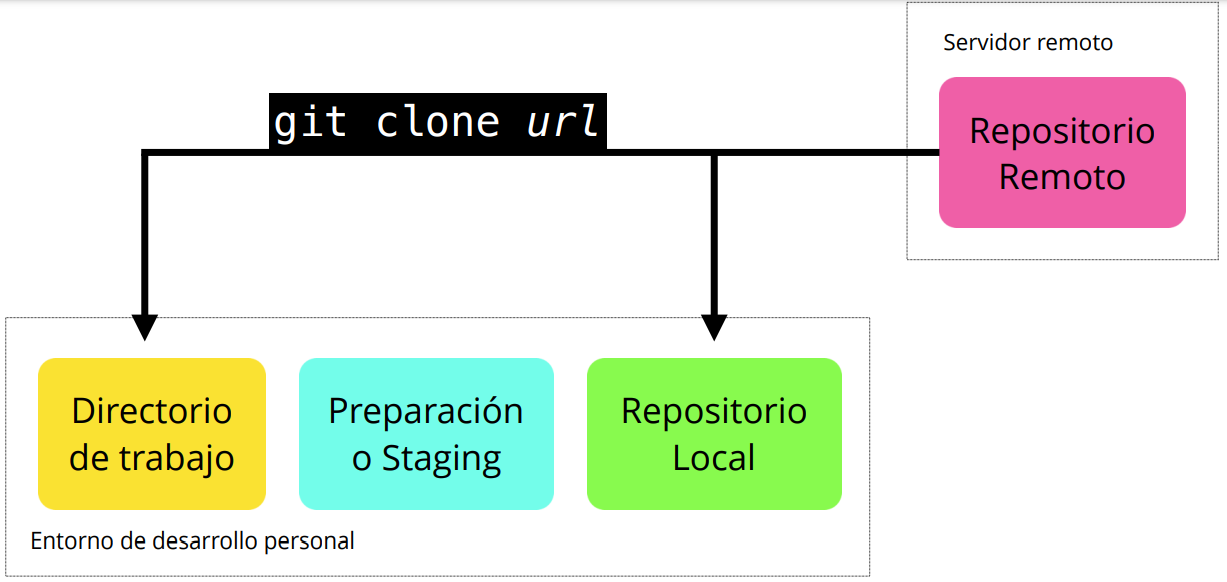 Servidor remoto
git clone url
Repositorio
Remoto
Directorio
de trabajo
Preparación
o Staging
Repositorio
Local
Entorno de desarrollo personal